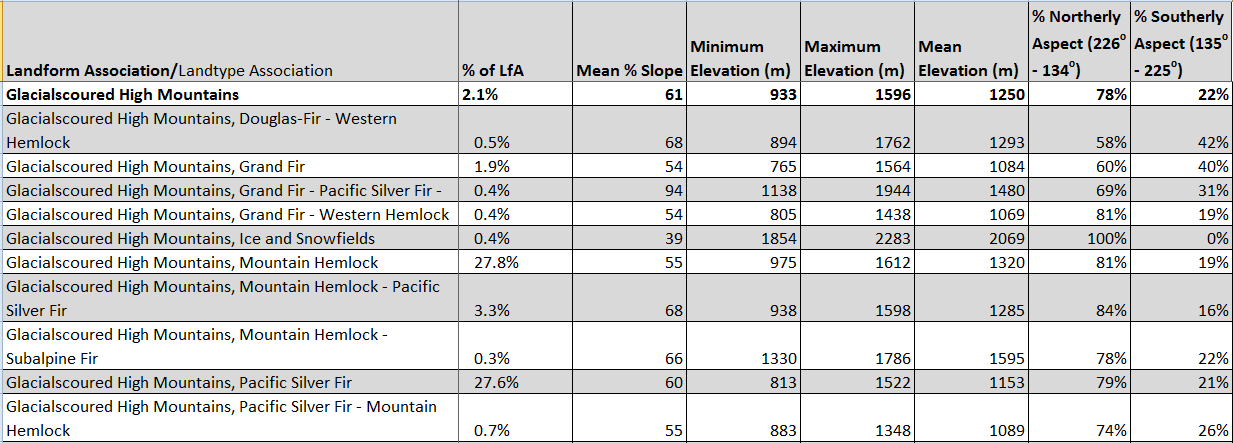 Landform Association/Landtype Association % of LfA Mean % Slope Minimum Elevation (m) Maximum Elevation (m) Mean Elevation (m) % Northerly Aspect (226o - 134o) % Southerly Aspect (135o - 225o)
Glacialscoured High Mountains 2.1% 61 933 1596 1250 78% 22%
Glacialscoured High Mountains, Douglas-Fir - Western
Hemlock 0.5% 68 894 1762 1293 58% 42%
Glacialscoured High Mountains, Grand Fir 1.9% 54 765 1564 1084 60% 40%
Glacialscoured High Mountains, Grand Fir - Pacific Silver Fir - 0.4% 94 1138 1944 1480 69% 31%
Glacialscoured High Mountains, Grand Fir - Western Hemlock 0.4% 54 805 1438 1069 81% 19%
Glacialscoured High Mountains, Ice and Snowfields 0.4% 39 1854 2283 2069 100% 0%
Glacialscoured High Mountains, Mountain Hemlock 27.8% 55 975 1612 1320 81% 19%
Glacialscoured High Mountains, Mountain Hemlock - Pacific
Silver Fir 3.3% 68 938 1598 1285 84% 16%
Glacialscoured High Mountains, Mountain Hemlock -
Subalpine Fir 0.3% 66 1330 1786 1595 78% 22%
Glacialscoured High Mountains, Pacific Silver Fir 27.6% 60 813 1522 1153 79% 21%
Glacialscoured High Mountains, Pacific Silver Fir - Mountain
Hemlock 0.7% 55 883 1348 1089 74% 26%